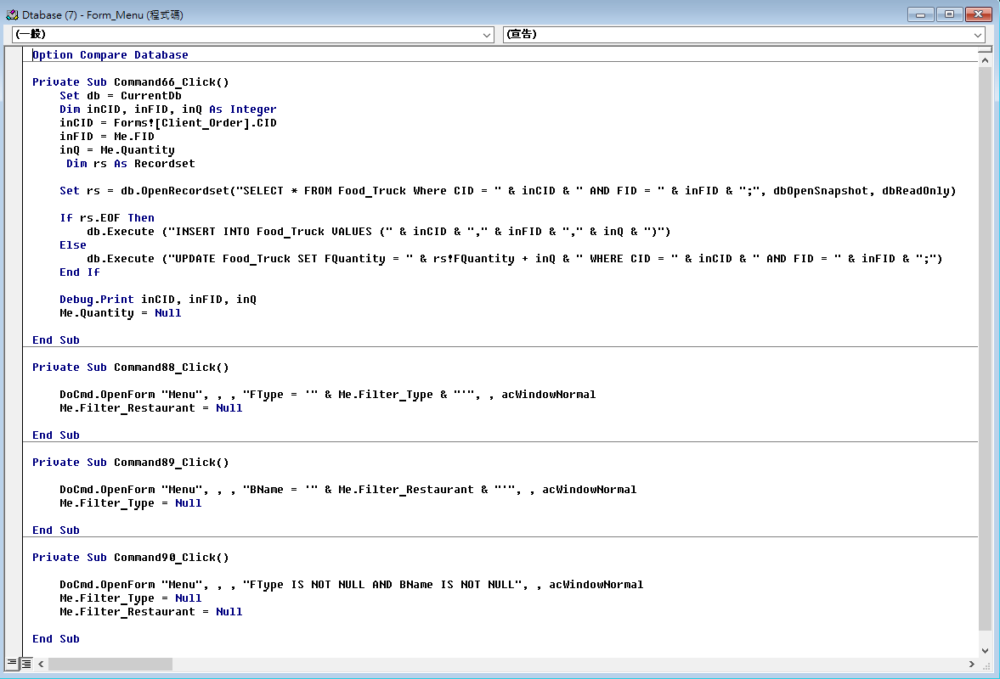 Dtabase (7) - Form_Menu (程式碼)
(一般) (宣告)
Option Compare Database
Private Sub Command66_Click()
    Set db = CurrentDb
    Dim inCID, inFID, inQ As Integer
    inCID = Forms![Client_Order].CID
    inFID = Me.FID
    inQ = Me.Quantity
     Dim rs As Recordset
    Set rs = db.OpenRecordset("SELECT * FROM Food_Truck Where CID = " & inCID & " AND FID = " & inFID & ";", dbOpenSnapshot, dbReadOnly)
    If rs.EOF Then
        db.Execute ("INSERT INTO Food_Truck VALUES (" & inCID & "," & inFID & "," & inQ & ")")
    Else
        db.Execute ("UPDATE Food_Truck SET FQuantity = " & rs!FQuantity + inQ & " WHERE CID = " & inCID & " AND FID = " & inFID & ";")
    End If
    Debug.Print inCID, inFID, inQ
    Me.Quantity = Null
End Sub
Private Sub Command88_Click()
    DoCmd.OpenForm "Menu", , , "FType = '" & Me.Filter_Type & "'", , acWindowNormal
    Me.Filter_Restaurant = Null
End Sub
Private Sub Command89_Click()
    DoCmd.OpenForm "Menu", , , "BName = '" & Me.Filter_Restaurant & "'", , acWindowNormal
    Me.Filter_Type = Null
End Sub
Private Sub Command90_Click()
    DoCmd.OpenForm "Menu", , , "FType IS NOT NULL AND BName IS NOT NULL", , acWindowNormal
    Me.Filter_Type = Null
    Me.Filter_Restaurant = Null
End Sub